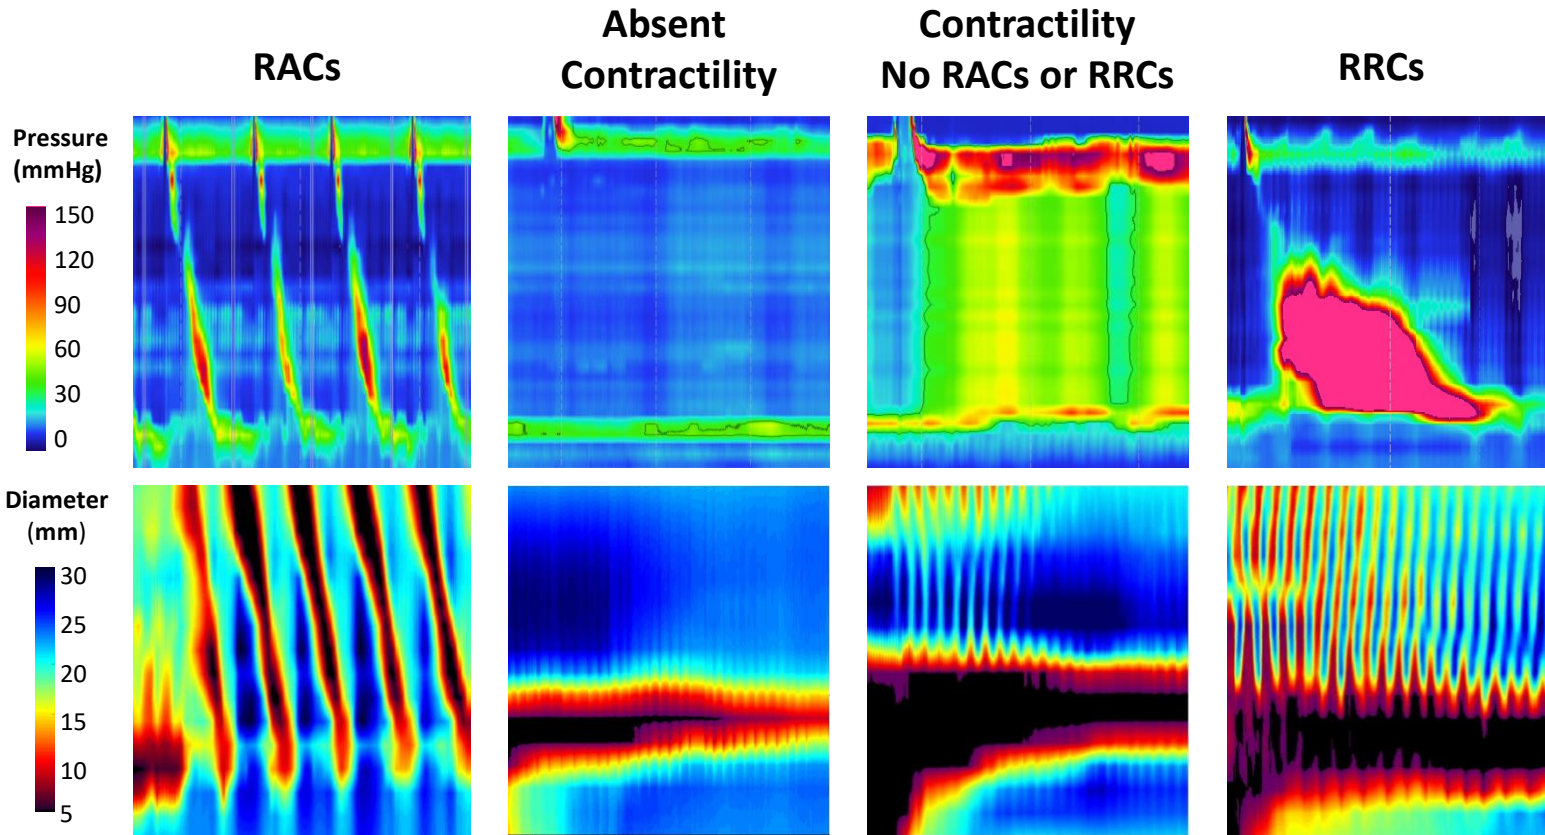 RACs
Absent
Contractility
Contractility
No RACs or RRCs
RRCs
Pressure
(mmHg)
150
120
90
60
30
0
Diameter
(mm)
30
25
20
15
10
5